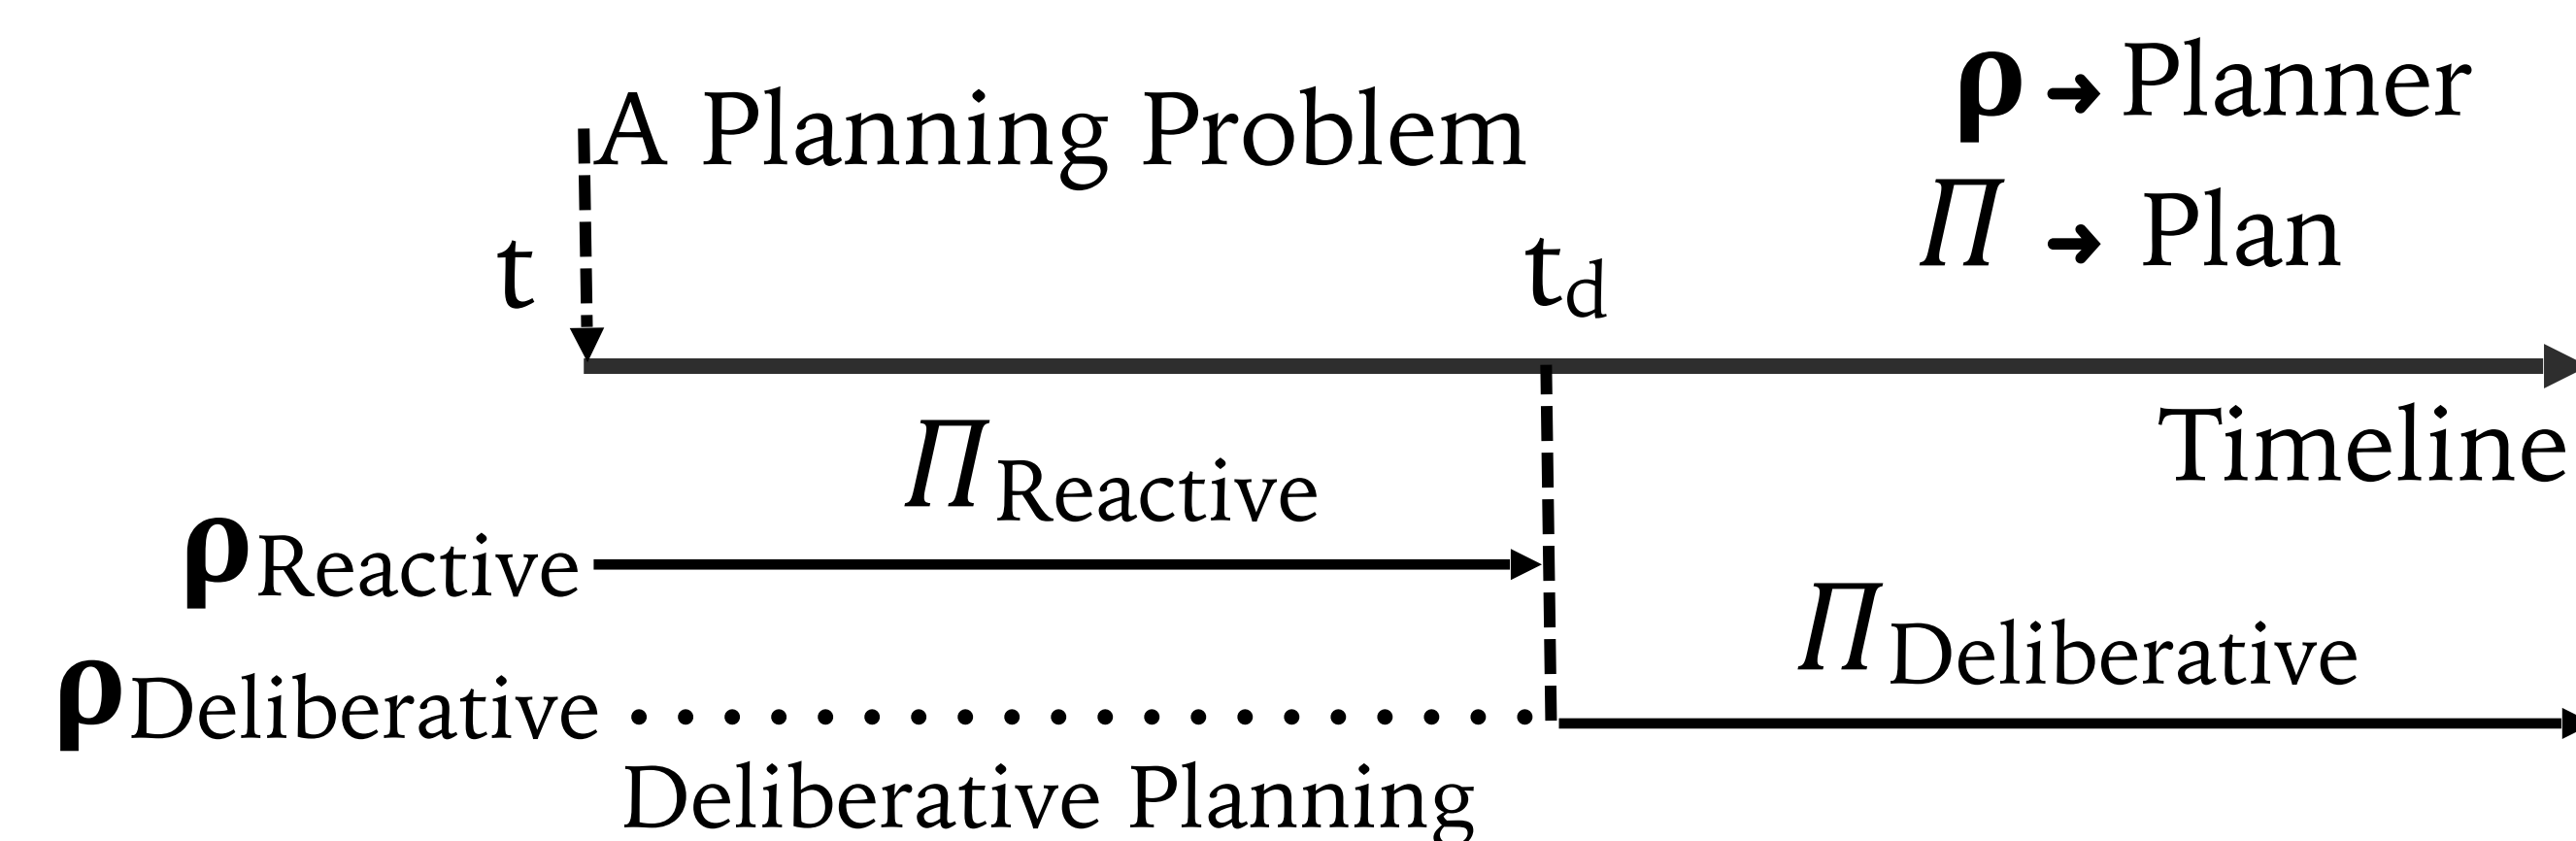 ρ → Planner
A Planning Problem
Π → Plan
t
t_d
Timeline
Π_Reactive
ρ_Reactive
Π_Deliberative
ρ_Deliberative
Deliberative Planning